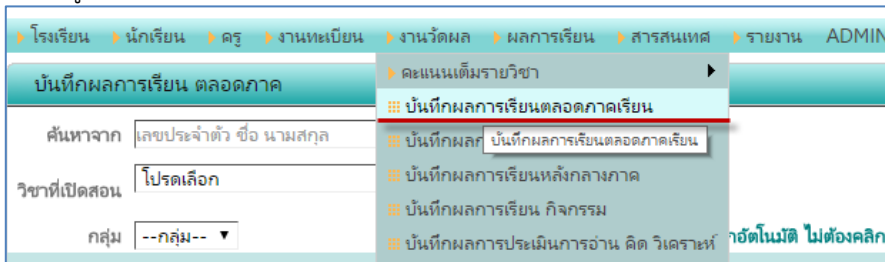 โรงเรียน นักเรียน ครู งานทะเบียน งานวัดผล ผลการเรียน สารสนเทศ รายงาน ADMIN
บันทึกผลการเรียน ตลอดภาค
คะแนนเต็มรายวิชา
บันทึกผลการเรียนตลอดภาคเรียน
ค้นหาจาก เลขประจำตัว ชื่อ นามสกุล
บันทึกผลก
บันทึกผลการเรียนตลอดภาคเรียน
บันทึกผลการเรียนหลังกลางภาค
วิชาที่เปิดสอน โปรดเลือก
บันทึกผลการเรียน กิจกรรม
กลุ่ม --กลุ่ม--
บันทึกผลการประเมินการอ่าน คิด วิเคราะห์
กอัตโนมัติ ไม่ต้องคลิก